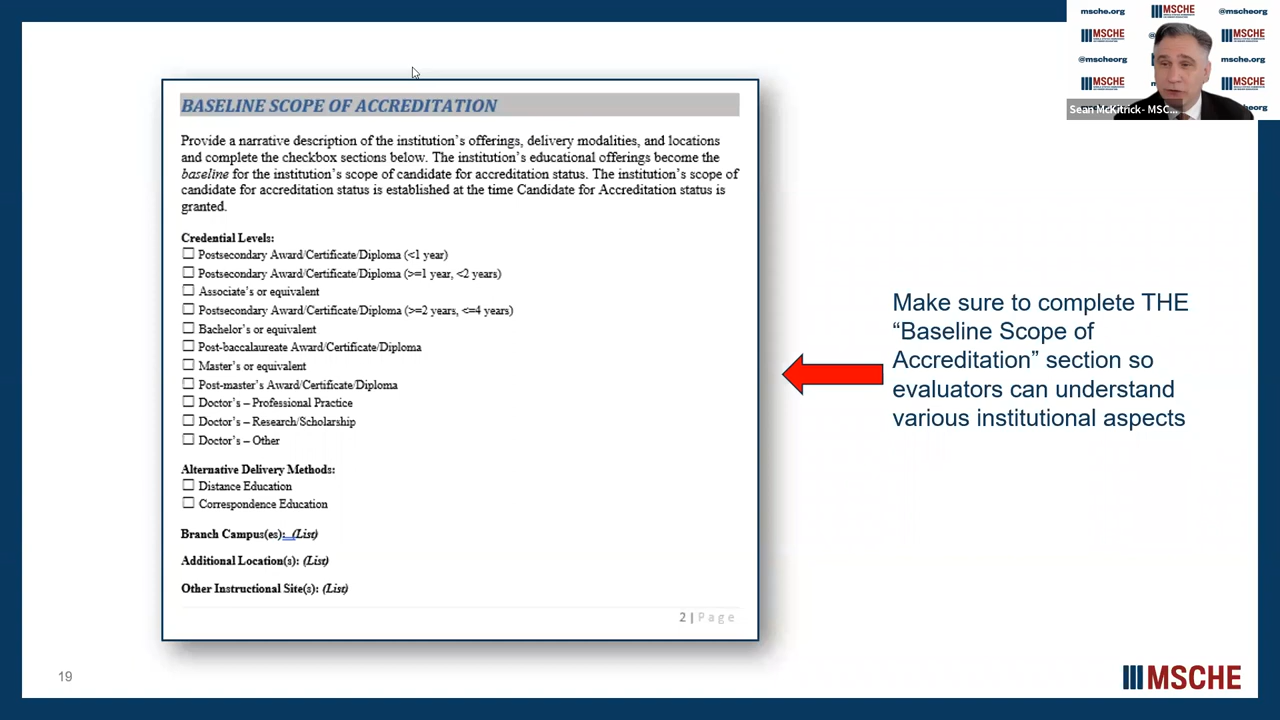 msche.org
MSCHE
@mscheorg
MSCHE
MSCHE
@mscheorg
msche.org
MSCHE
MSCHE
Sean McKitrick- MSC...
BASELINE SCOPE OF ACCREDITATION
Provide a narrative description of the institution's offerings, delivery modalities, and locations
and complete the checkbox sections below. The institution's educational offerings become the
baseline for the institution's scope of candidate for accreditation status. The institution's scope of
candidate for accreditation status is established at the time Candidate for Accreditation status is
granted.
Credential Levels:
☐ Postsecondary Award/Certificate/Diploma (<1 year)
☐ Postsecondary Award/Certificate/Diploma (>=1 year, <2 years)
☐ Associate's or equivalent
☐ Postsecondary Award/Certificate/Diploma (>=2 years, <=4 years)
☐ Bachelor's or equivalent
☐ Post-baccalaureate Award/Certificate/Diploma
☐ Master's or equivalent
☐ Post-master's Award/Certificate/Diploma
☐ Doctor's – Professional Practice
☐ Doctor's – Research/Scholarship
☐ Doctor's – Other
Alternative Delivery Methods:
☐ Distance Education
☐ Correspondence Education
Branch Campus(es): (List)
Additional Location(s): (List)
Other Instructional Site(s): (List)
2 | Page
Make sure to complete THE
“Baseline Scope of
Accreditation” section so
evaluators can understand
various institutional aspects
19
MSCHE